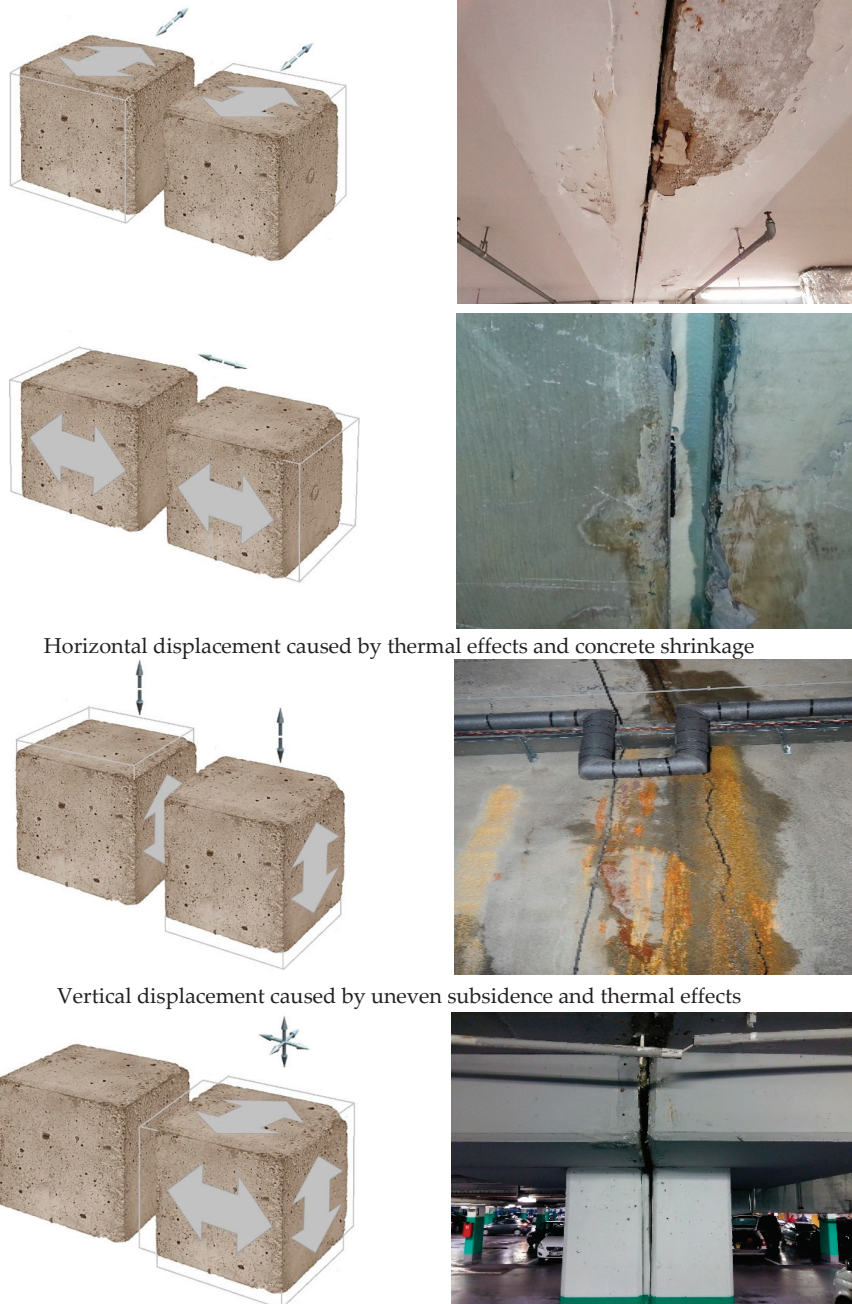 Horizontal displacement caused by thermal effects and concrete shrinkage
Vertical displacement caused by uneven subsidence and thermal effects